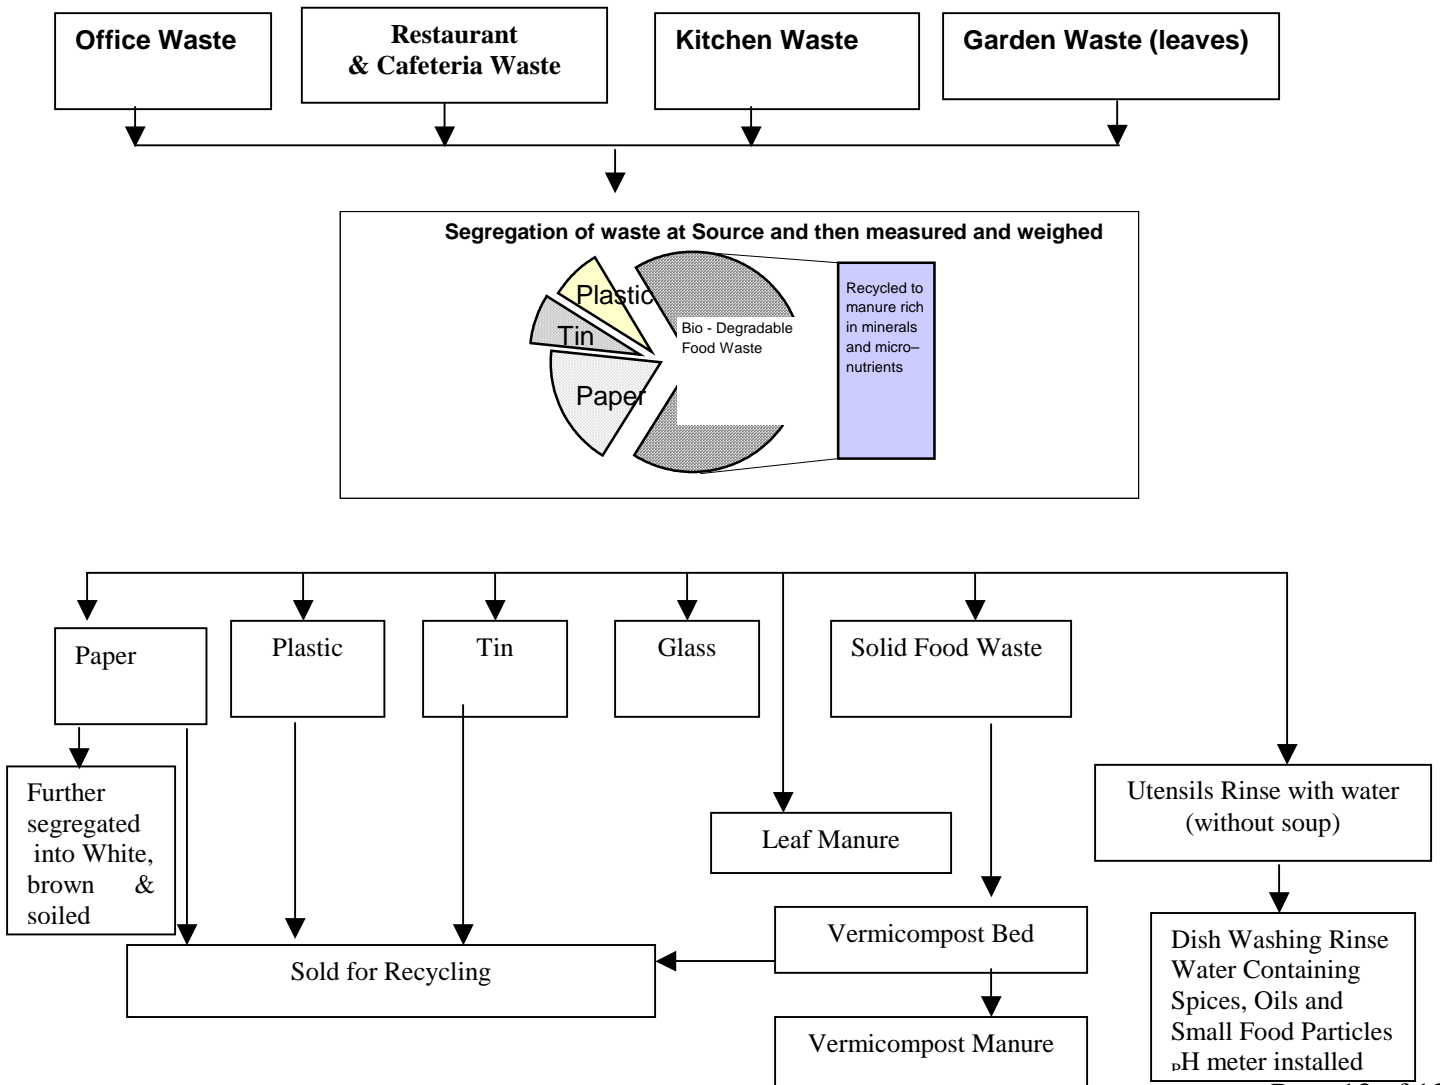 Office Waste
Restaurant
& Cafeteria Waste
Kitchen Waste
Garden Waste (leaves)
Segregation of waste at Source and then measured and weighed
Plastic
Tin
Paper
Bio - Degradable
Food Waste
Recycled to
manure rich
in minerals
and micro–
nutrients
Paper
Plastic
Tin
Glass
Solid Food Waste
Further
segregated
into White,
brown &
soiled
Leaf Manure
Utensils Rinse with water
(without soup)
Sold for Recycling
Vermicompost Bed
Vermicompost Manure
Dish Washing Rinse
Water Containing
Spices, Oils and
Small Food Particles
pH meter installed